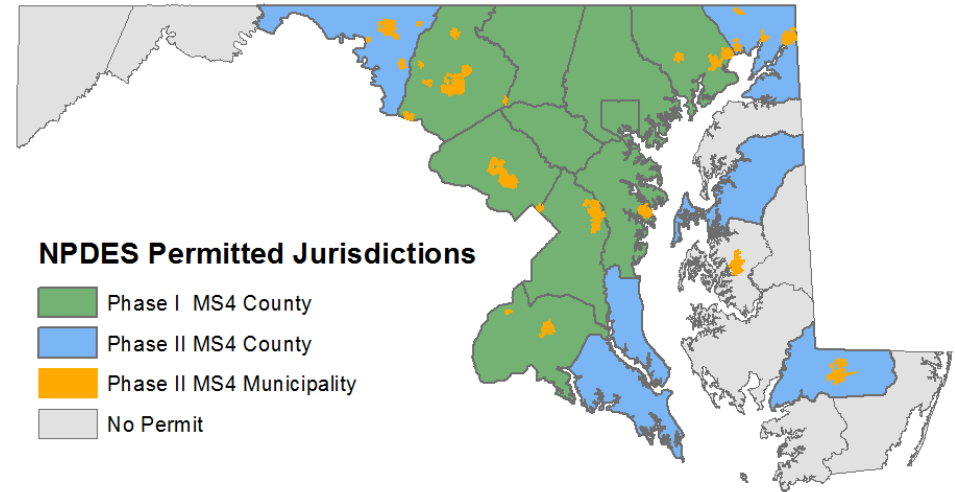 NPDES Permitted Jurisdictions
Phase I MS4 County
Phase II MS4 County
Phase II MS4 Municipality
No Permit